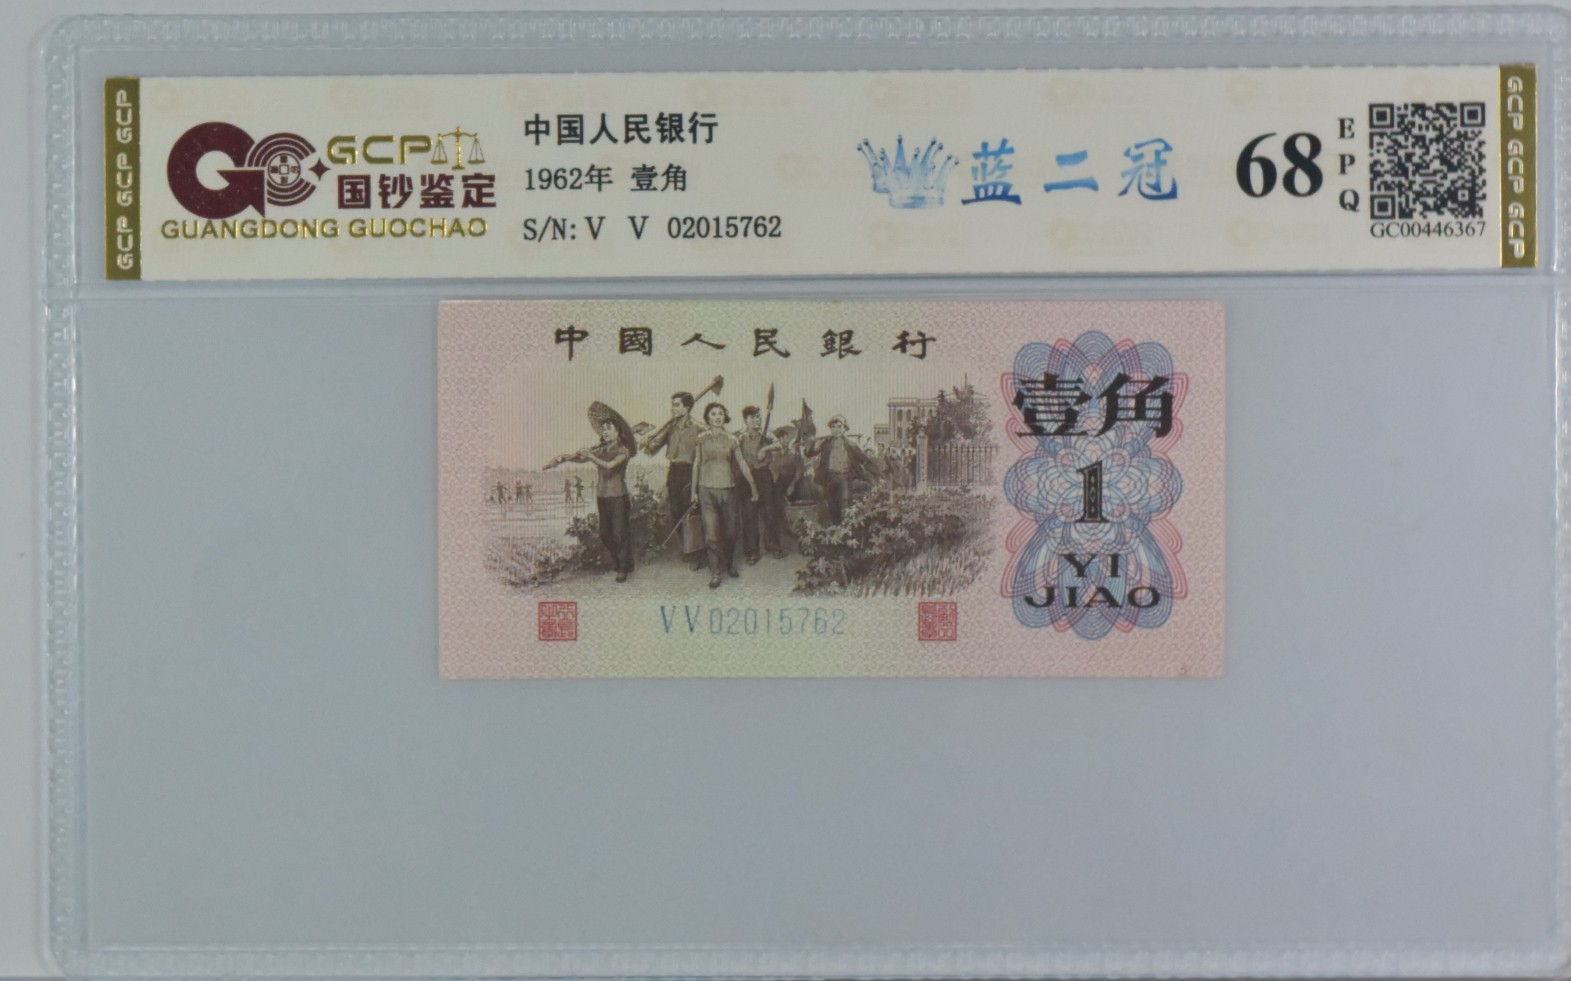 GCP GCP GCP
GCP
国钞鉴定
GUANGDONG GUOCHAO
中国人民银行
1962年 壹角
S/N: V V 02015762
蓝二冠
68
EPQ
GC00446367
GCP GCP GCP
中國人民銀行
壹角
1
YI
JIAO
VV02015762